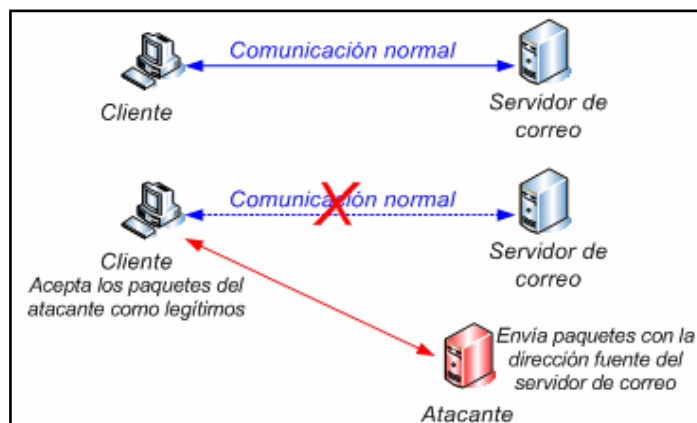 Comunicación normal
Cliente
Servidor de
correo
Comunicación normal
Cliente
Acepta los paquetes del
atacante como legítimos
Servidor de
correo
Envía paquetes con la
dirección fuente del
servidor de correo
Atacante